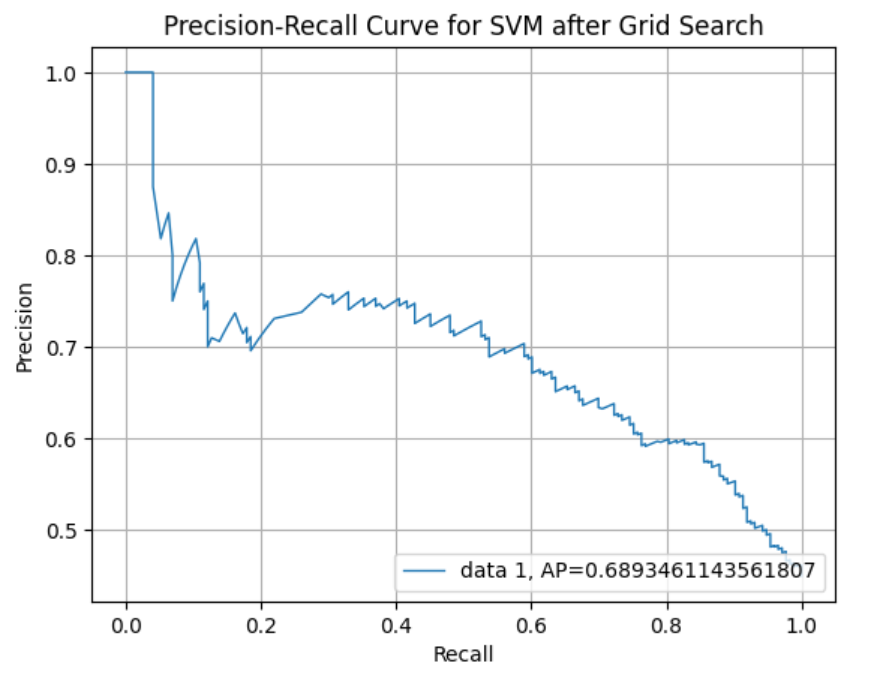 Precision-Recall Curve for SVM after Grid Search
1.0
0.9
0.8
0.7
0.6
0.5
Precision
data 1, AP=0.6893461143561807
0.0 0.2 0.4 0.6 0.8 1.0
Recall